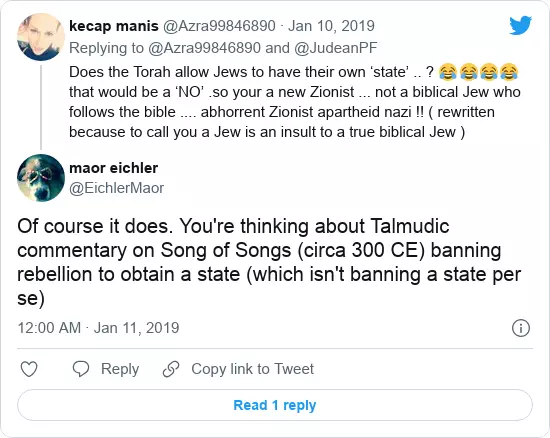 kecap manis @Azra99846890 · Jan 10, 2019
Replying to @Azra99846890 and @JudeanPF
Does the Torah allow Jews to have their own ‘state’ .. ? 😂😂😂😂
that would be a ‘NO’ .so your a new Zionist ... not a biblical Jew who
follows the bible .... abhorrent Zionist apartheid nazi !! ( rewritten
because to call you a Jew is an insult to a true biblical Jew )
maor eichler
@EichlerMaor
Of course it does. You're thinking about Talmudic
commentary on Song of Songs (circa 300 CE) banning
rebellion to obtain a state (which isn't banning a state per
se)
12:00 AM · Jan 11, 2019
Reply
Copy link to Tweet
Read 1 reply